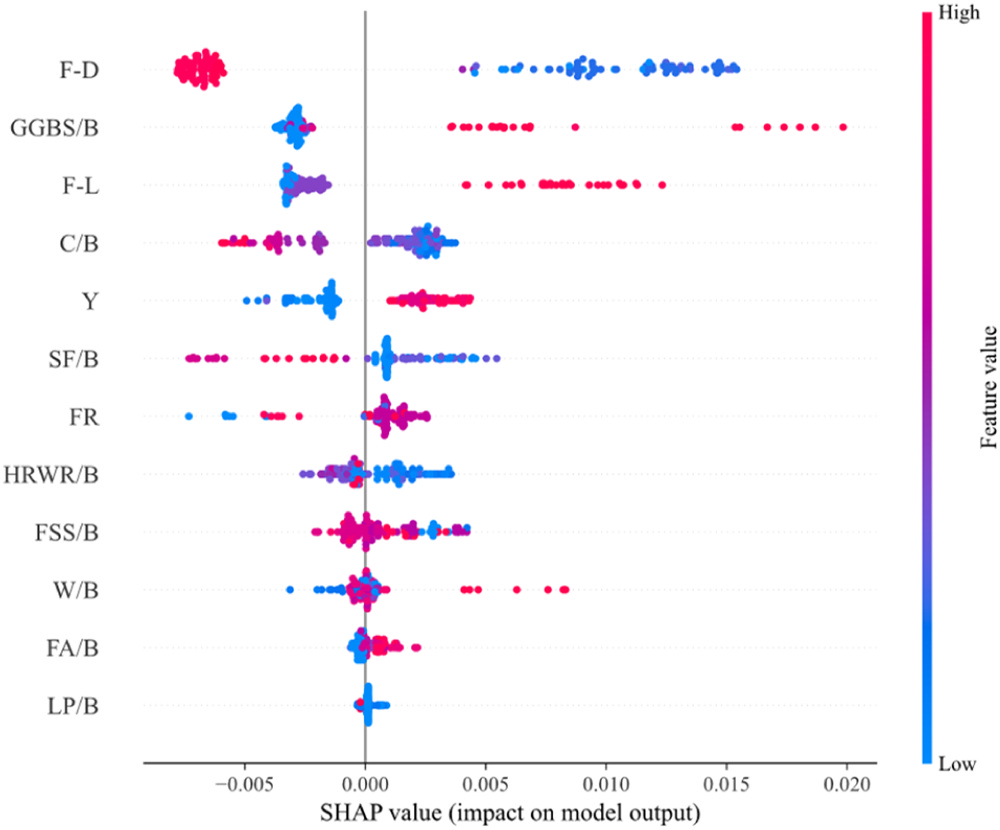 High
F-D
GGBS/B
F-L
C/B
Y
SF/B
FR
HRWR/B
FSS/B
W/B
FA/B
LP/B
Feature value
Low
−0.005 0.000 0.005 0.010 0.015 0.020
SHAP value (impact on model output)